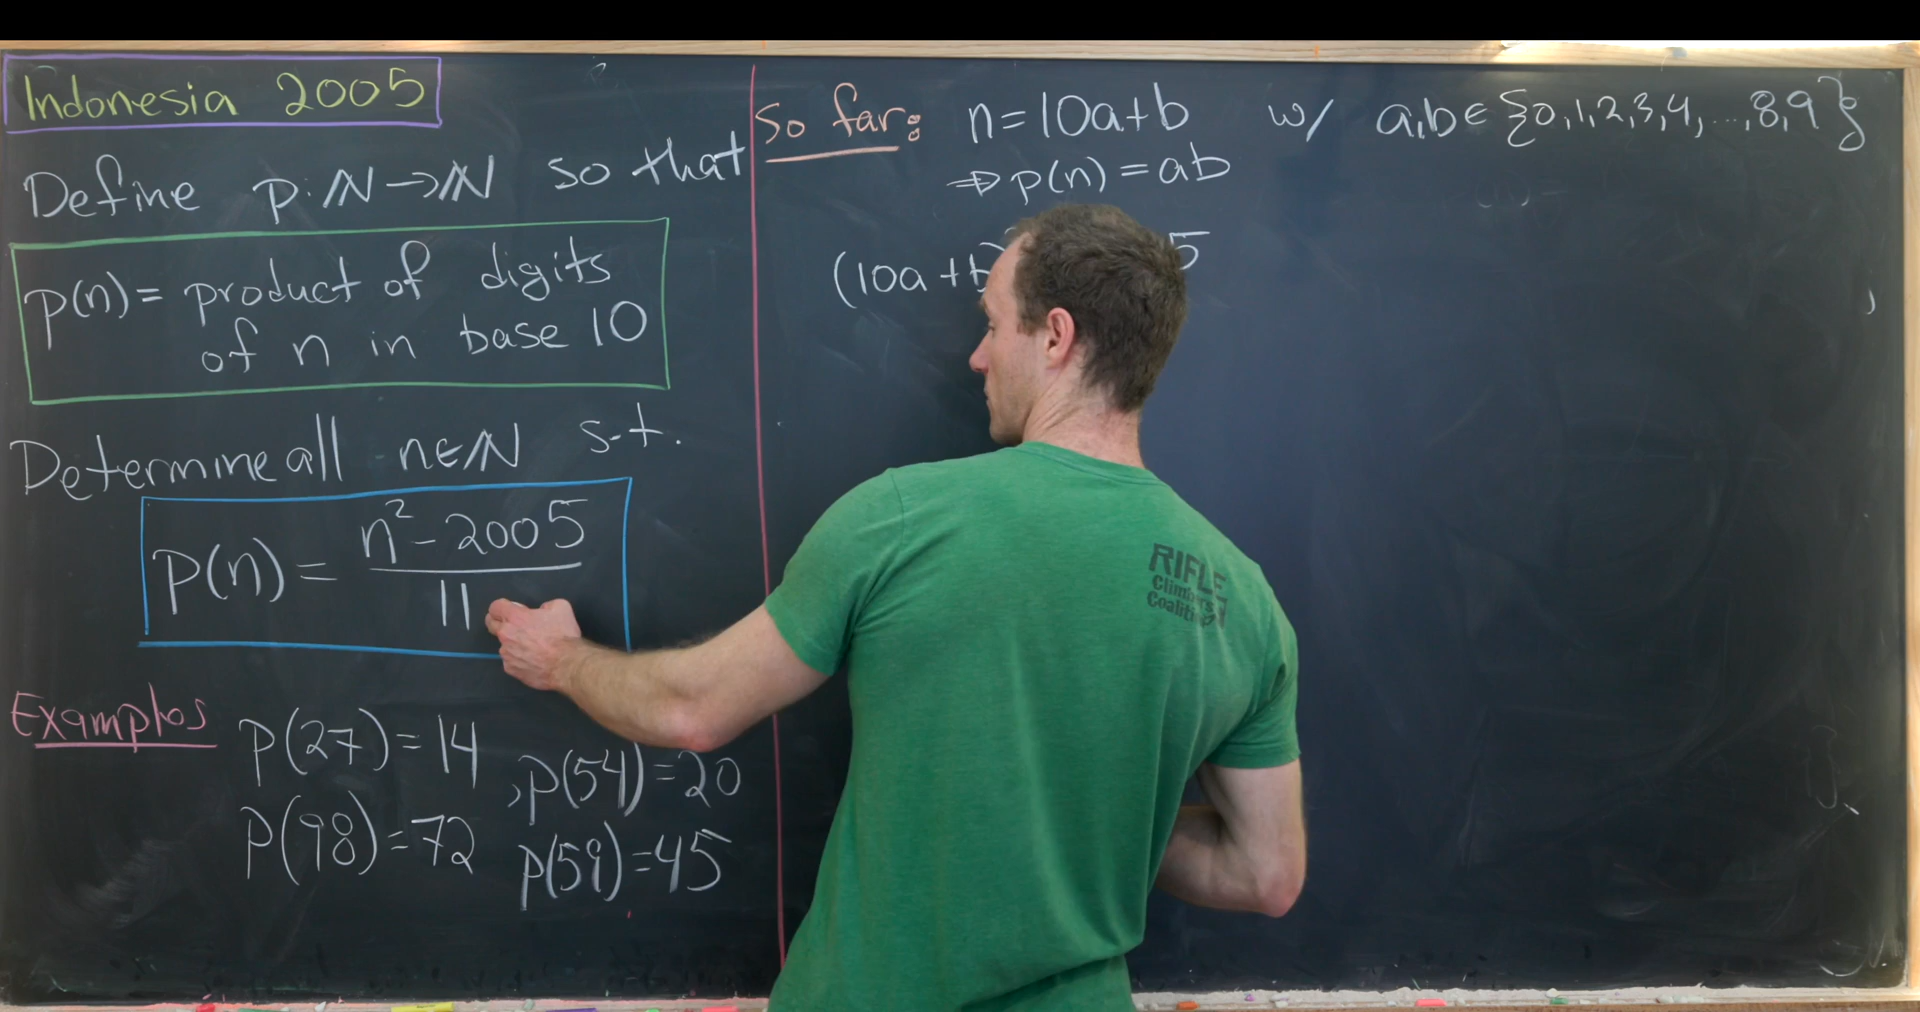 Indonesia 2005
Define p: ℕ → ℕ so that
p(n) = product of digits
of n in base 10
Determine all n∈ℕ s.t.
P(n) = (n² - 2005)/11
Examples
P(27) = 14
, p(54) = 20
P(98) = 72
p(59) = 45
So far: n = 10a+b w/ a,b ∈ {0,1,2,3,4,...,8,9}
⇒ p(n) = ab
(10a + b) 5
RIFLE
Climbers
Coalition